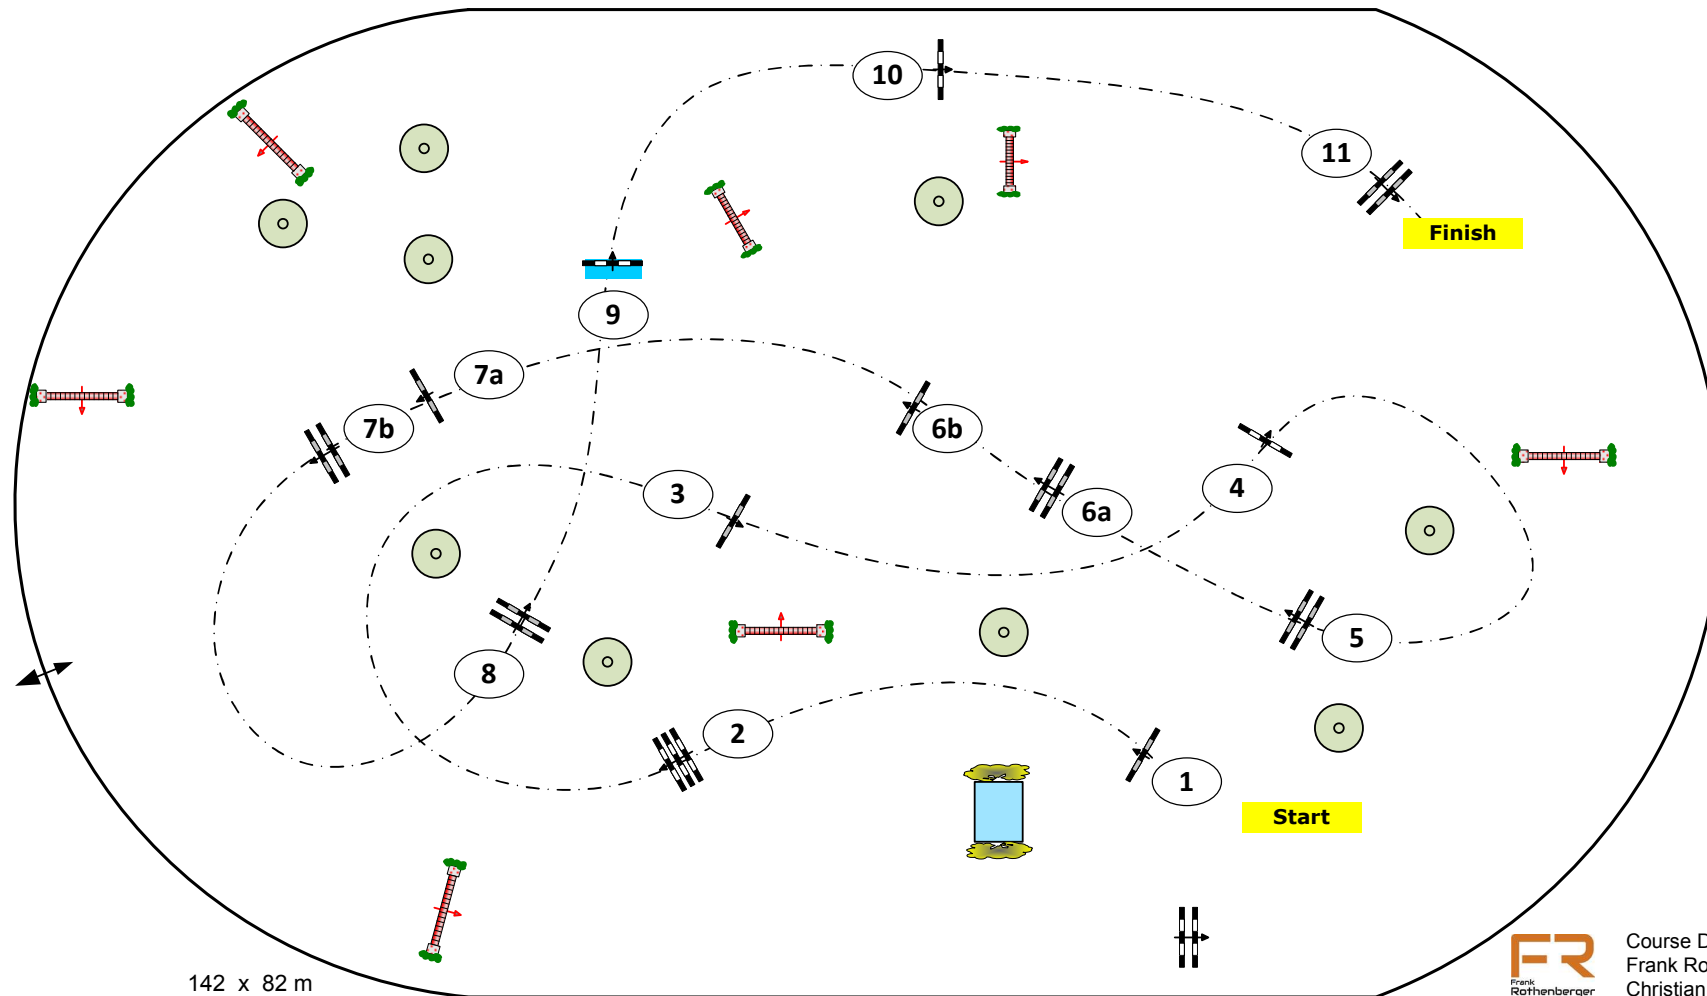 10
11
Finish
9
7a
7b
6b
3
4
6a
5
8
2
1
Start
142 x 82 m
FR
Frank
Rothenberger
Course D
Frank Ro
Christian